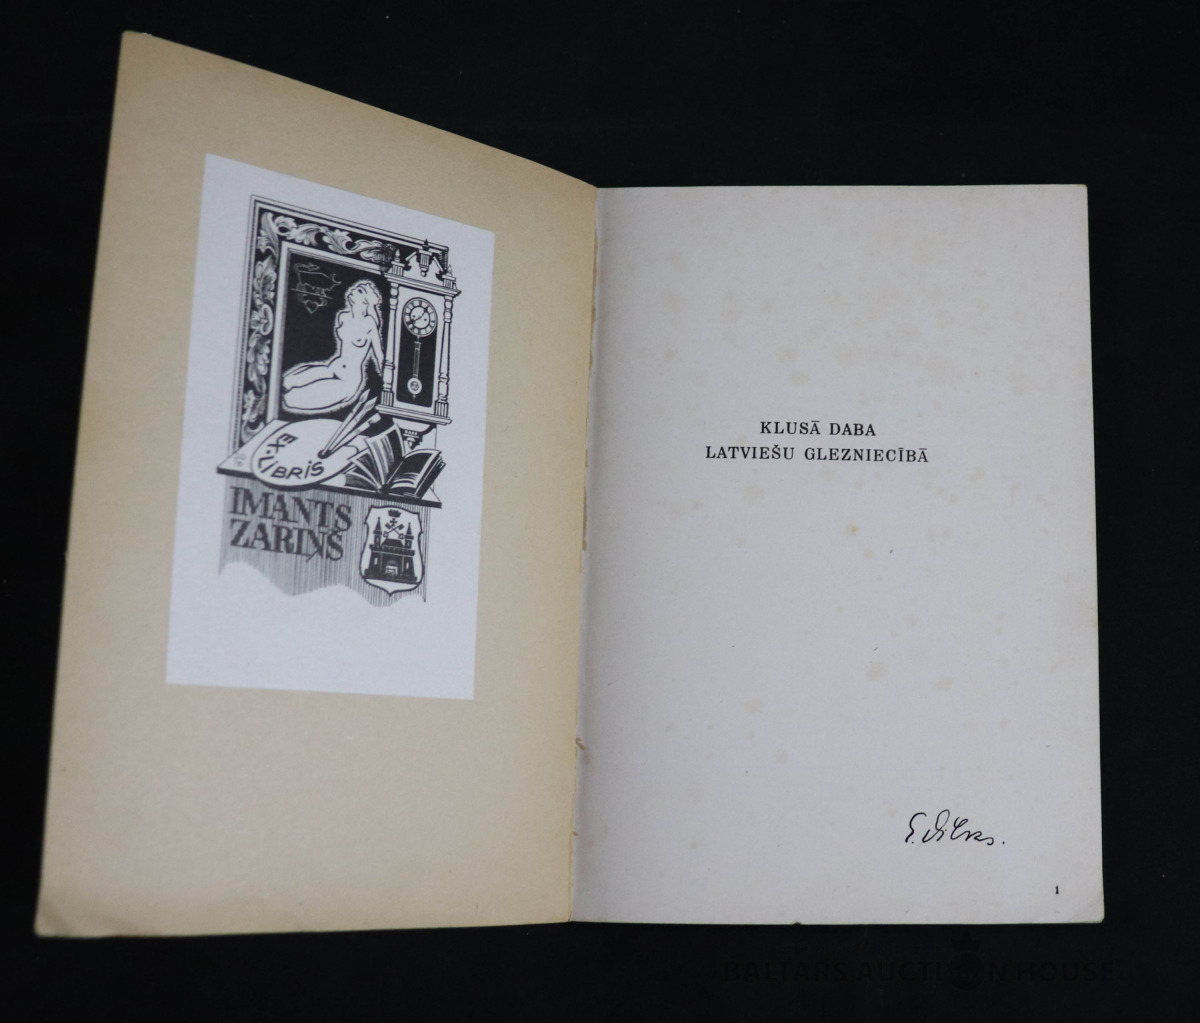 EX·LIBRIS
IMANTS
ZARIŅŠ
KLUSĀ DABA
LATVIEŠU GLEZNIECĪBĀ
1
BALTARS AUCTION HOUSE